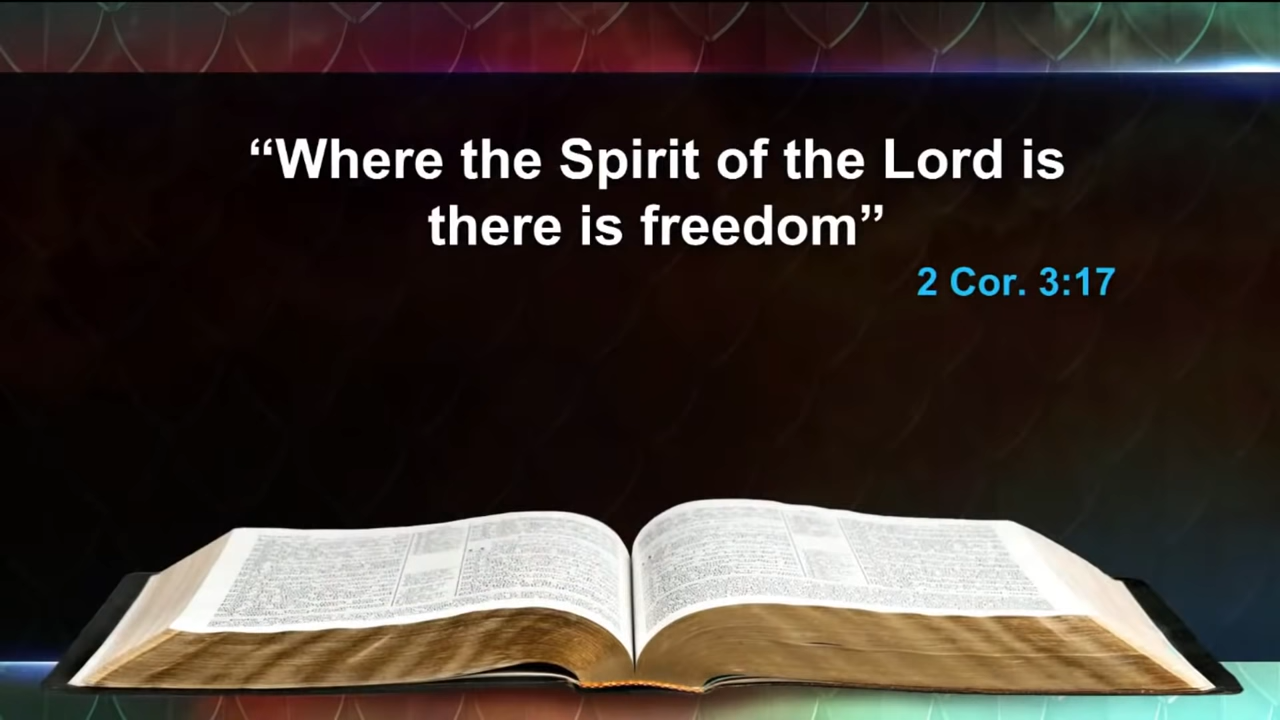 “Where the Spirit of the Lord is
there is freedom”
2 Cor. 3:17